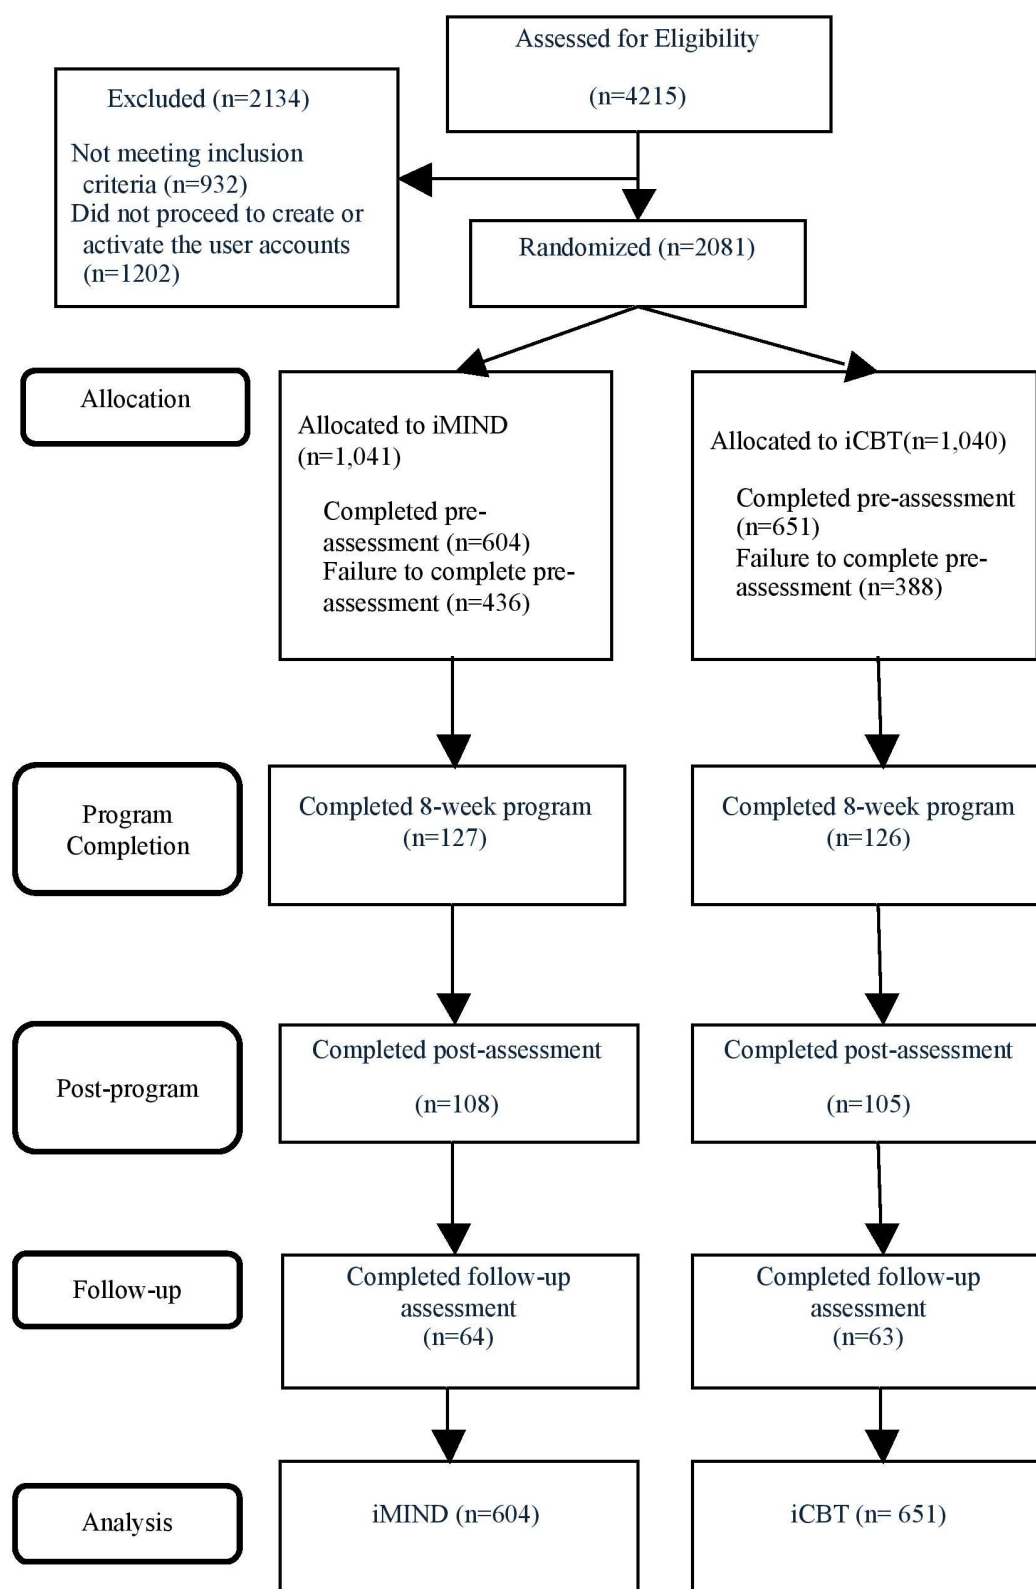 Assessed for Eligibility
(n=4215)
Excluded (n=2134)
Not meeting inclusion
criteria (n=932)
Did not proceed to create or
activate the user accounts
(n=1202)
Randomized (n=2081)
Allocation
Allocated to iMIND
(n=1,041)
Completed pre-
assessment (n=604)
Failure to complete pre-
assessment (n=436)
Allocated to iCBT(n=1,040)
Completed pre-assessment
(n=651)
Failure to complete pre-
assessment (n=388)
Program
Completion
Completed 8-week program
(n=127)
Completed 8-week program
(n=126)
Post-program
Completed post-assessment
(n=108)
Completed post-assessment
(n=105)
Follow-up
Completed follow-up
assessment
(n=64)
Completed follow-up
assessment
(n=63)
Analysis
iMIND (n=604)
iCBT (n= 651)